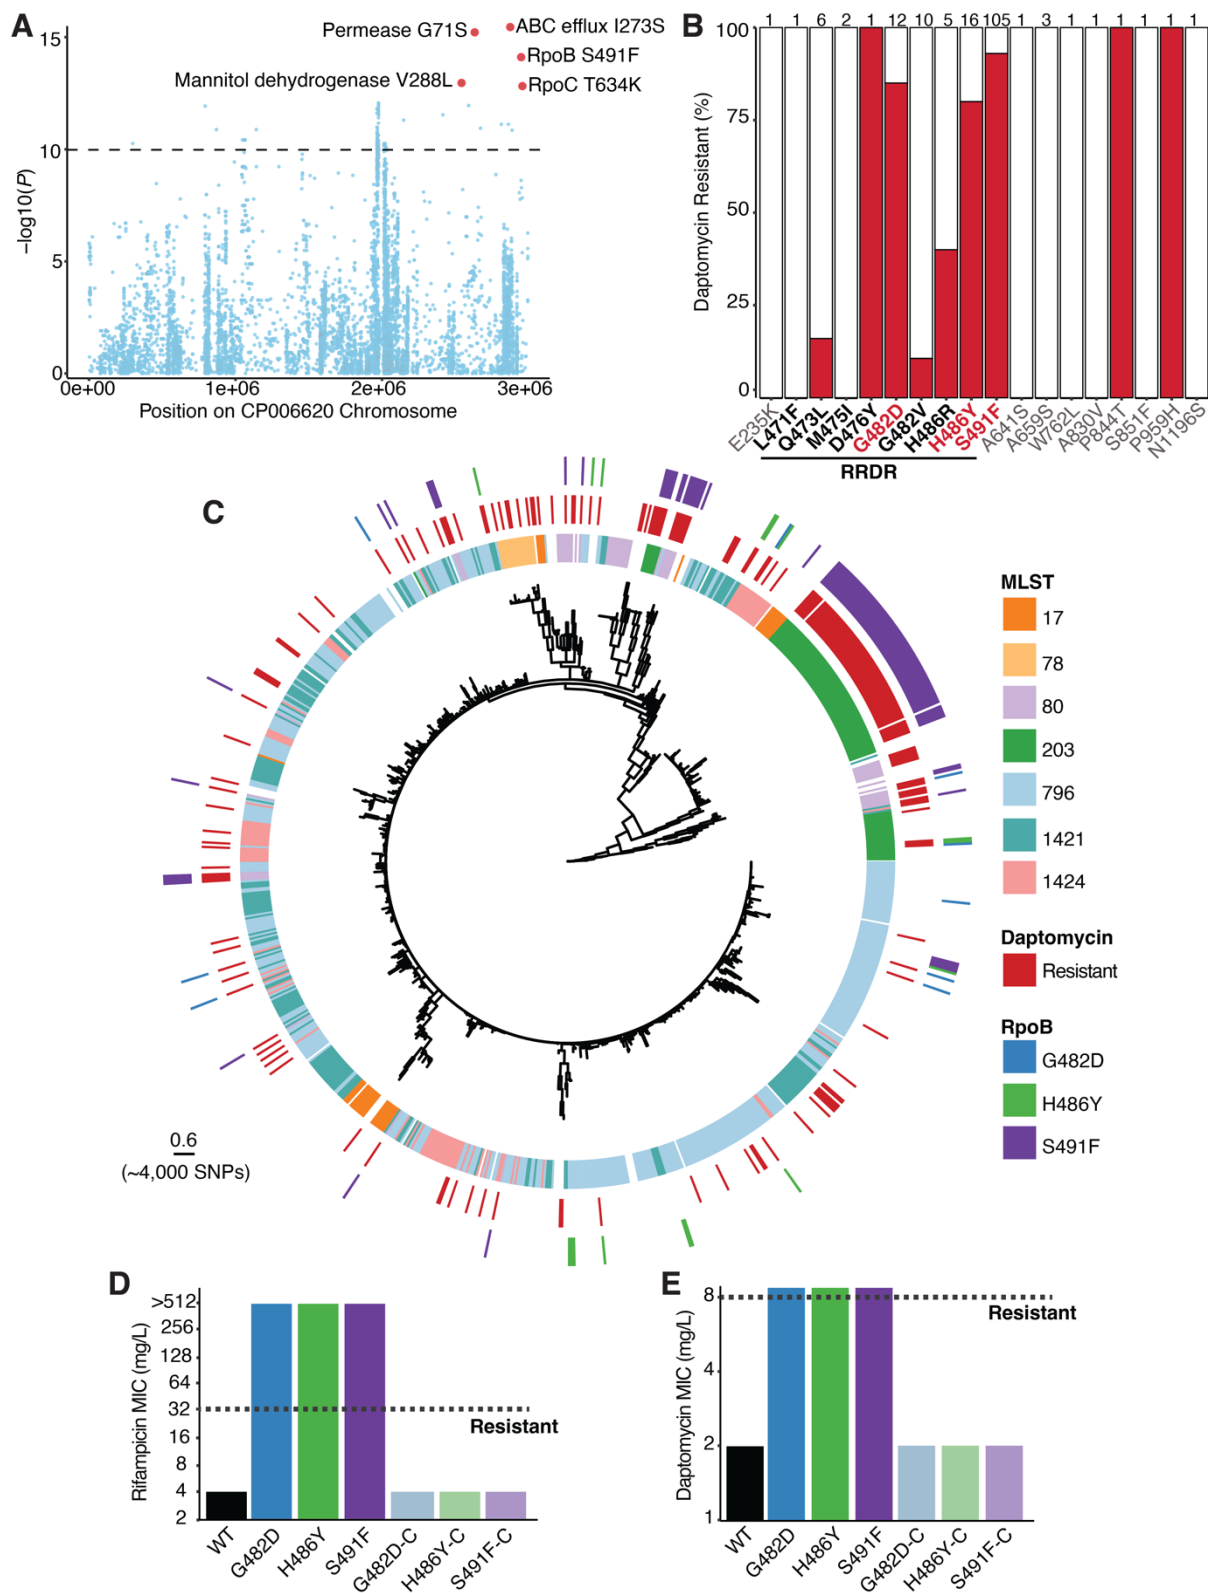 A
15
10
5
0
−log10(P)
Permease G71S
ABC efflux I273S
RpoB S491F
Mannitol dehydrogenase V288L
RpoC T634K
0e+00
1e+06
2e+06
3e+06
Position on CP006620 Chromosome
B
1 1 6 2 1 12 10 5 16 105 1 3 1 1 1 1 1 1
100
75
50
25
0
Daptomycin Resistant (%)
E235K
L471F
Q473L
M475I
D476Y
G482D
G482V
H486R
H486Y
S491F
A641S
A659S
W762L
A830V
P844T
S851F
P959H
N1196S
RRDR
C
0.6
(~4,000 SNPs)
MLST
17
78
80
203
796
1421
1424
Daptomycin
Resistant
RpoB
G482D
H486Y
S491F
D
>512
256
128
64
32
16
8
4
2
Rifampicin MIC (mg/L)
Resistant
WT
G482D
H486Y
S491F
G482D-C
H486Y-C
S491F-C
E
8
4
2
1
Daptomycin MIC (mg/L)
Resistant
WT
G482D
H486Y
S491F
G482D-C
H486Y-C
S491F-C